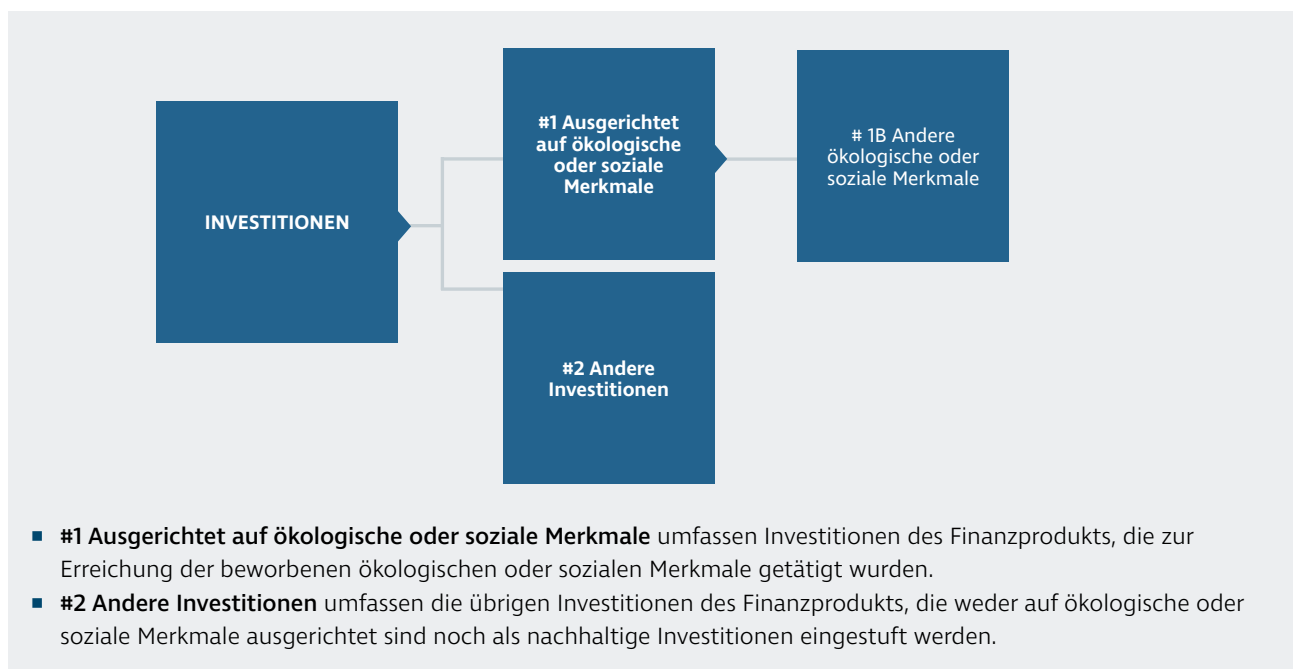 INVESTITIONEN
#1 Ausgerichtet
auf ökologische
oder soziale
Merkmale
# 1B Andere
ökologische oder
soziale Merkmale
#2 Andere
Investitionen
▪ #1 Ausgerichtet auf ökologische oder soziale Merkmale umfassen Investitionen des Finanzprodukts, die zur
Erreichung der beworbenen ökologischen oder sozialen Merkmale getätigt wurden.
▪ #2 Andere Investitionen umfassen die übrigen Investitionen des Finanzprodukts, die weder auf ökologische oder
soziale Merkmale ausgerichtet sind noch als nachhaltige Investitionen eingestuft werden.